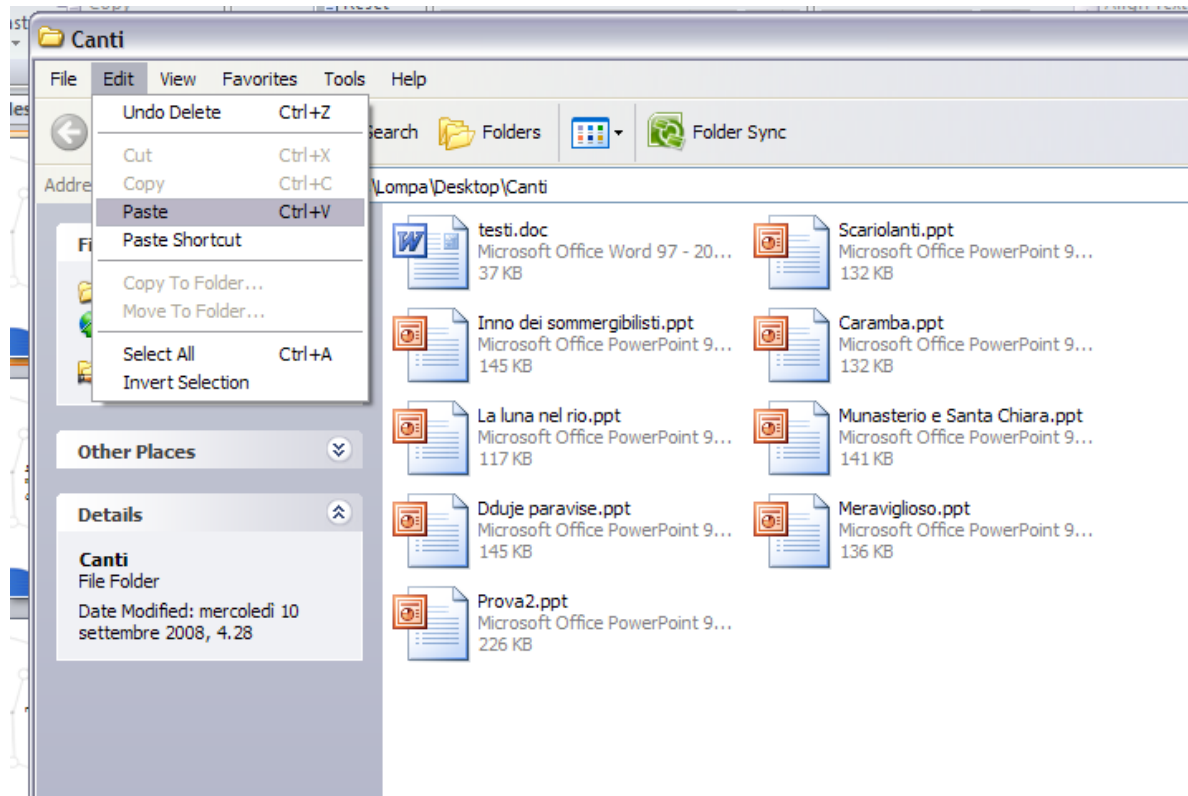 Canti
File Edit View Favorites Tools Help
Undo Delete Ctrl+Z
Cut Ctrl+X
Copy Ctrl+C
Paste Ctrl+V
Paste Shortcut
Copy To Folder...
Move To Folder...
Select All Ctrl+A
Invert Selection
Search Folders Folder Sync
\Lompa\Desktop\Canti
testi.doc
Microsoft Office Word 97 - 20...
37 KB
Scariolanti.ppt
Microsoft Office PowerPoint 9...
132 KB
Inno dei sommergibilisti.ppt
Microsoft Office PowerPoint 9...
145 KB
Caramba.ppt
Microsoft Office PowerPoint 9...
132 KB
La luna nel rio.ppt
Microsoft Office PowerPoint 9...
117 KB
Munasterio e Santa Chiara.ppt
Microsoft Office PowerPoint 9...
141 KB
Dduje paravise.ppt
Microsoft Office PowerPoint 9...
145 KB
Meraviglioso.ppt
Microsoft Office PowerPoint 9...
136 KB
Prova2.ppt
Microsoft Office PowerPoint 9...
226 KB
Other Places
Details
Canti
File Folder
Date Modified: mercoledì 10
settembre 2008, 4.28